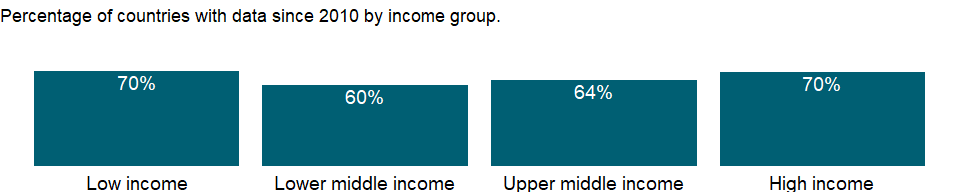 Percentage of countries with data since 2010 by income group.
70%
60%
64%
70%
Low income
Lower middle income
Upper middle income
High income